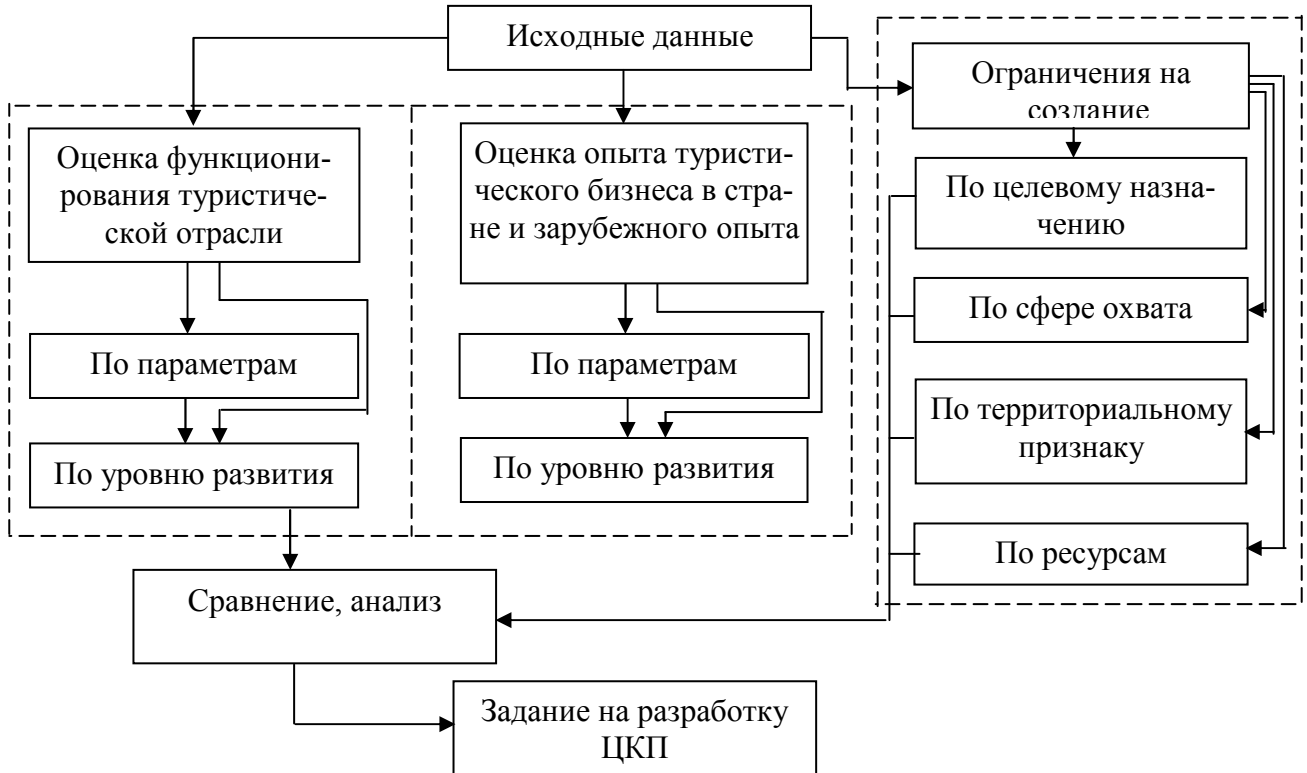 Исходные данные
Оценка функциони-
рования туристиче-
ской отрасли
По параметрам
По уровню развития
Оценка опыта туристи-
ческого бизнеса в стра-
не и зарубежного опыта
По параметрам
По уровню развития
Ограничения на
создание
По целевому назна-
чению
По сфере охвата
По территориальному
признаку
По ресурсам
Сравнение, анализ
Задание на разработку
ЦКП